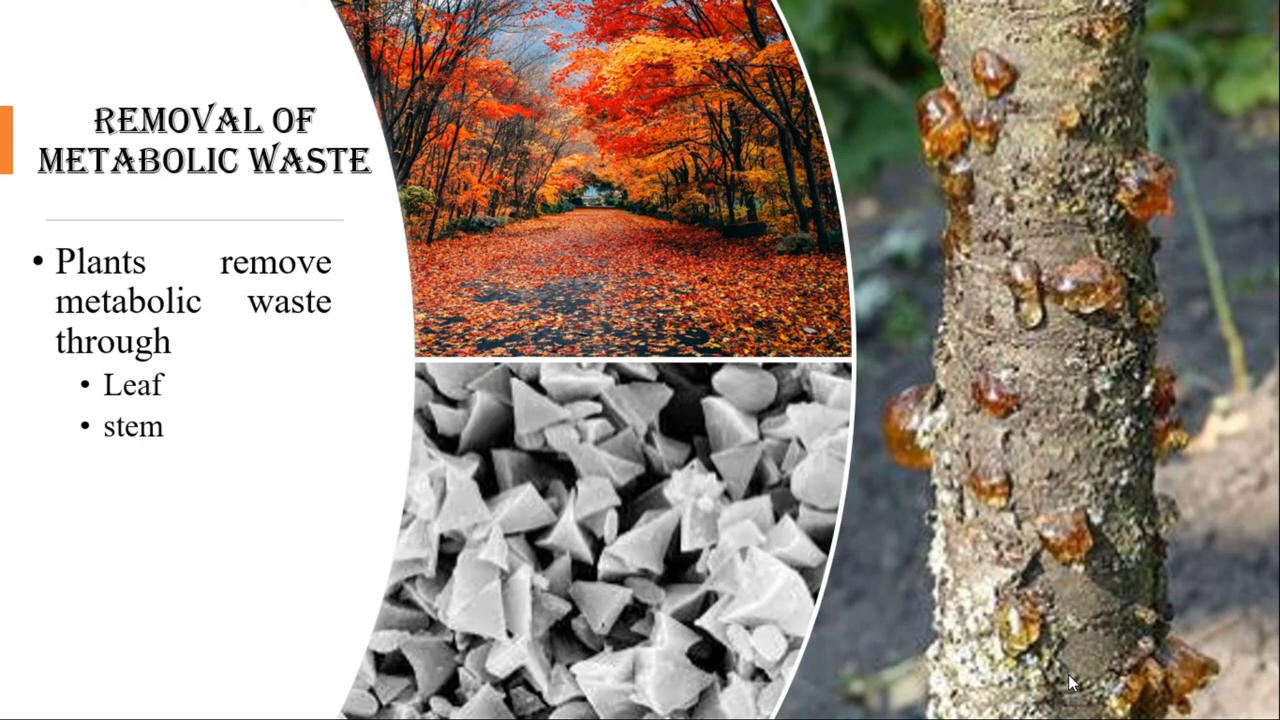 REMOVAL OF
METABOLIC WASTE
• Plants remove
metabolic waste
through
• Leaf
• stem